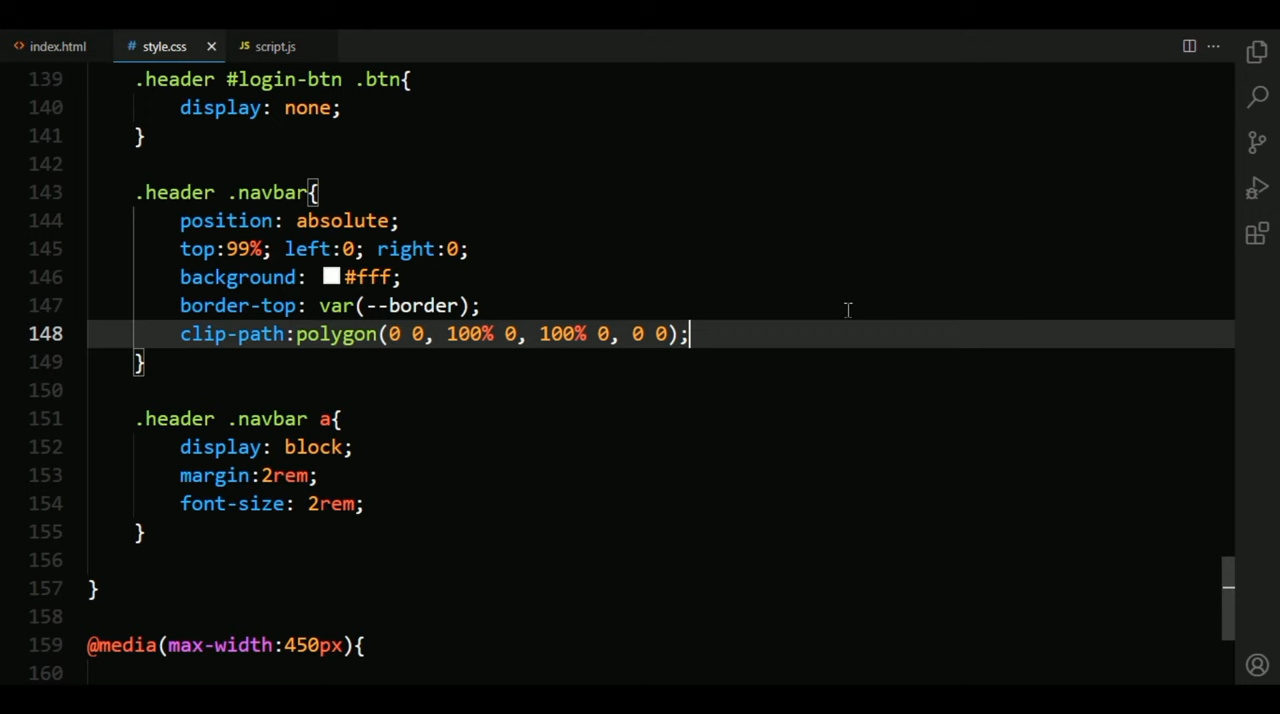 index.html # style.css JS script.js
139 .header #login-btn .btn{
140 display: none;
141 }
142
143 .header .navbar{
144 position: absolute;
145 top:99%; left:0; right:0;
146 background: #fff;
147 border-top: var(--border);
148 clip-path:polygon(0 0, 100% 0, 100% 0, 0 0);
149 }
150
151 .header .navbar a{
152 display: block;
153 margin:2rem;
154 font-size: 2rem;
155 }
156
157 }
158
159 @media(max-width:450px){
160